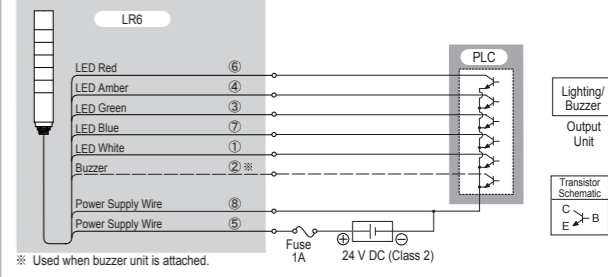 LR6
PLC
LED Red ⑥
LED Amber ④
LED Green ③
LED Blue ⑦
LED White ①
Buzzer ②※
Power Supply Wire ⑧
Power Supply Wire ⑤
Fuse
1A
⊕ ⊖
24 V DC (Class 2)
※ Used when buzzer unit is attached.
Lighting/
Buzzer
Output
Unit
Transistor
Schematic
C
B
E